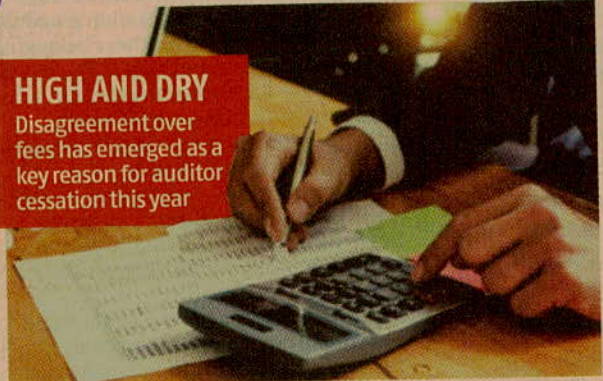 HIGH AND DRY
Disagreement over
fees has emerged as a
key reason for auditor
cessation this year